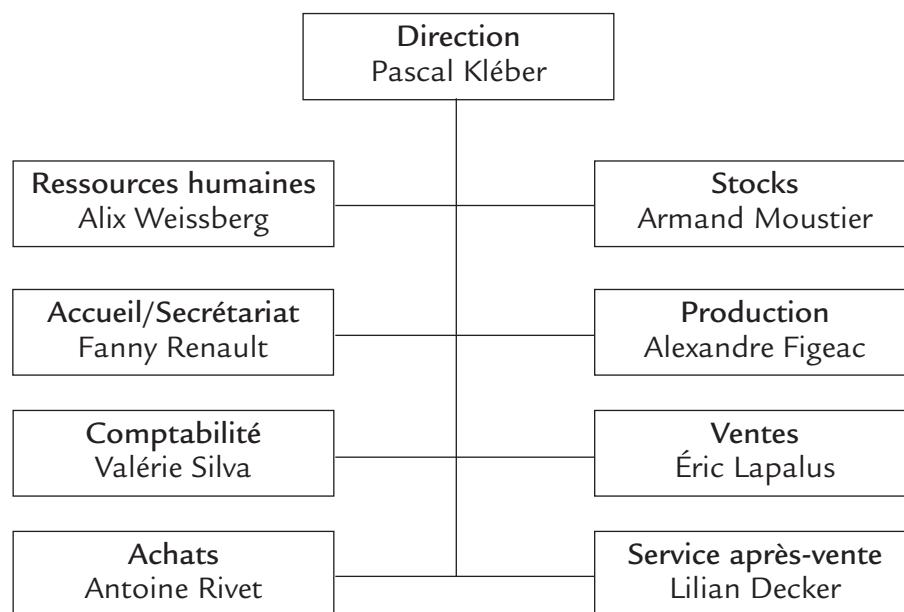 Direction
Pascal Kléber
Ressources humaines
Alix Weissberg
Stocks
Armand Moustier
Accueil/Secrétariat
Fanny Renault
Production
Alexandre Figeac
Comptabilité
Valérie Silva
Ventes
Éric Lapalus
Achats
Antoine Rivet
Service après-vente
Lilian Decker